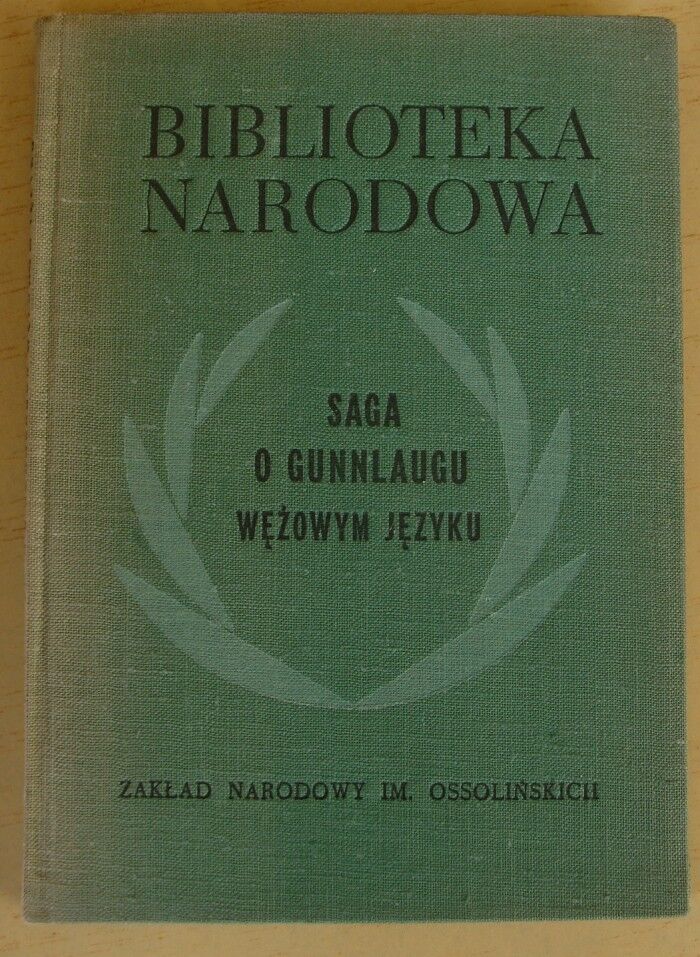 BIBLIOTEKA
NARODOWA
SAGA
O GUNNLAUGU
WĘŻOWYM JĘZYKU
ZAKŁAD NARODOWY IM. OSSOLIŃSKICH